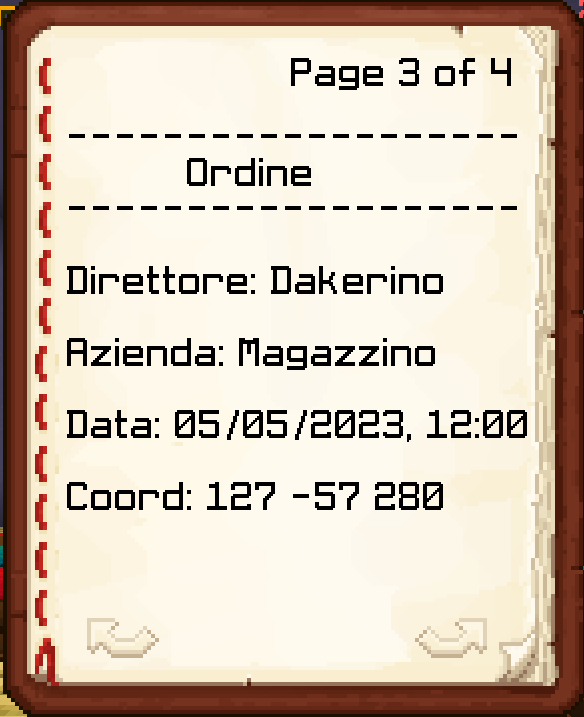 Page 3 of 4
-------------------
Ordine
-------------------
Direttore: Dakerino
Azienda: Magazzino
Data: 05/05/2023, 12:00
Coord: 127 -57 280